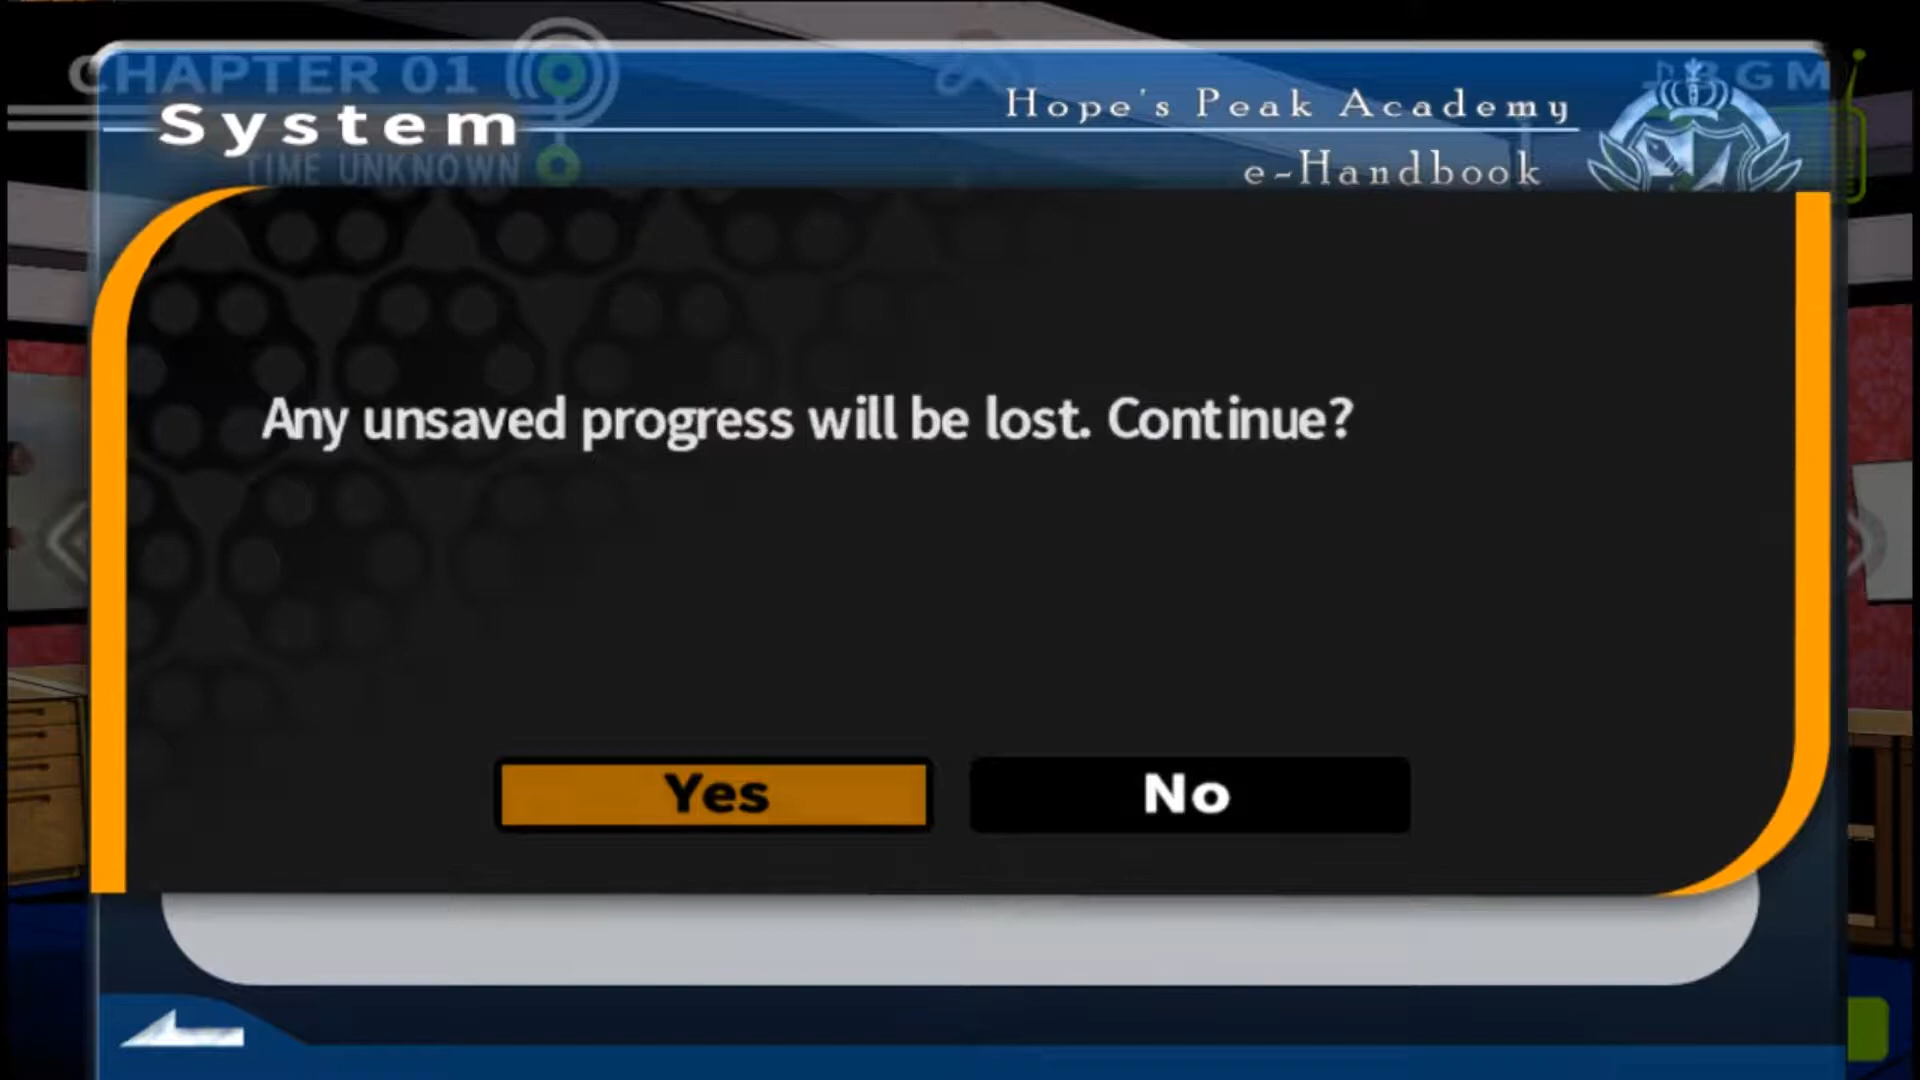 CHAPTER 01
BGM
System
Hope's Peak Academy
TIME UNKNOWN
e-Handbook
Any unsaved progress will be lost. Continue?
Yes
No